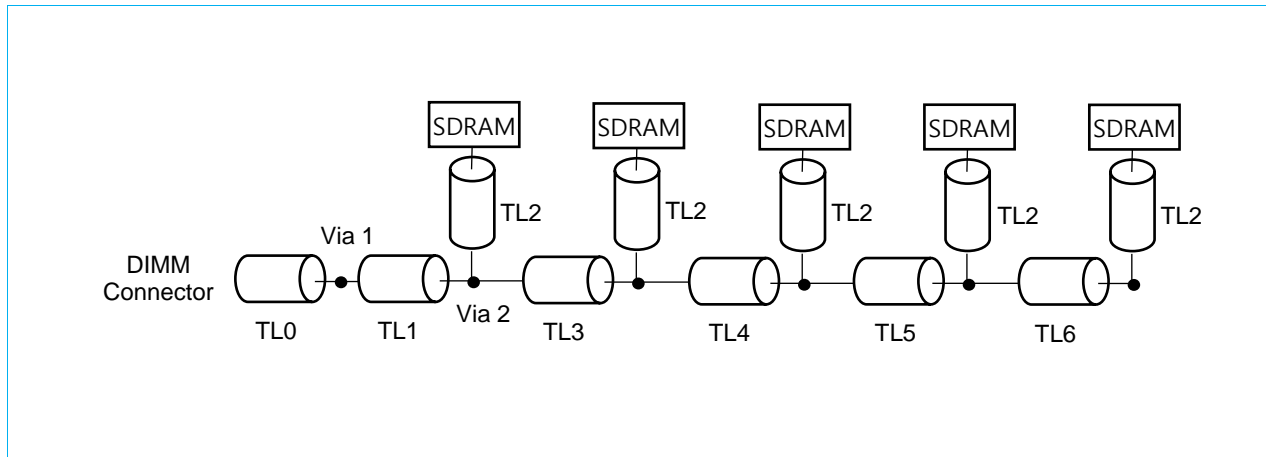 SDRAM SDRAM SDRAM SDRAM SDRAM
TL2 TL2 TL2 TL2 TL2
Via 1
DIMM
Connector
Via 2
TL0 TL1 TL3 TL4 TL5 TL6